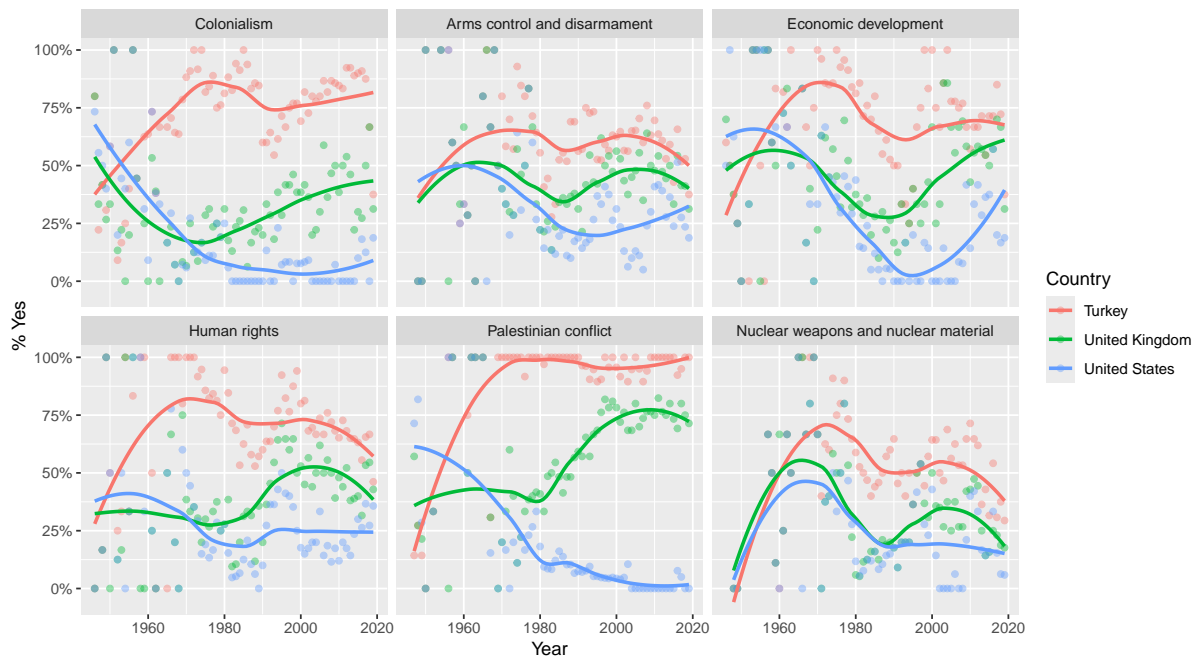 Colonialism
Arms control and disarmament
Economic development
100%
75%
50%
25%
0%
Human rights
Palestinian conflict
Nuclear weapons and nuclear material
100%
75%
50%
25%
0%
1960 1980 2000 2020
1960 1980 2000 2020
1960 1980 2000 2020
Year
% Yes
Country
Turkey
United Kingdom
United States